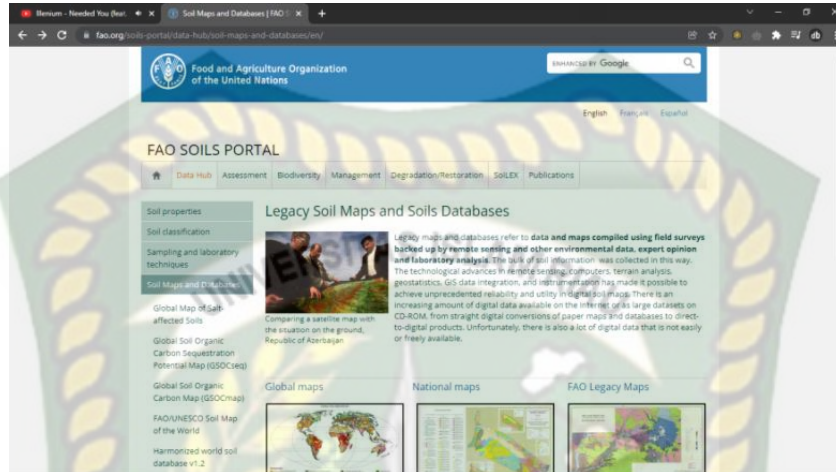 Illenium - Needed You (feat.
Soil Maps and Databases | FAO S
fao.org/soils-portal/data-hub/soil-maps-and-databases/en/
Food and Agriculture Organization
of the United Nations
ENHANCED BY Google
English Français Español
FAO SOILS PORTAL
Data Hub Assessment Biodiversity Management Degradation/Restoration SoiLEX Publications
Soil properties
Soil classification
Sampling and laboratory
techniques
Soil Maps and Databases
Global Map of Salt-
affected Soils
Global Soil Organic
Carbon Sequestration
Potential Map (GSOCseq)
Global Soil Organic
Carbon Map (GSOCmap)
FAO/UNESCO Soil Map
of the World
Harmonized world soil
database v1.2
Legacy Soil Maps and Soils Databases
Comparing a satellite map with
the situation on the ground,
Republic of Azerbaijan
Legacy maps and databases refer to data and maps compiled using field surveys
backed up by remote sensing and other environmental data, expert opinion
and laboratory analysis. The bulk of soil information was collected in this way.
The technological advances in remote sensing, computers, terrain analysis,
geostatistics, GIS data integration, and instrumentation has made it possible to
achieve unprecedented reliability and utility in digital soil maps. There is an
increasing amount of digital data available on the internet or as large datasets on
CD-ROM, from straight digital conventions of paper maps and databases to direct-
to-digital products. Unfortunately, there is also a lot of digital data that is not easily
or freely available.
Global maps
National maps
FAO Legacy Maps